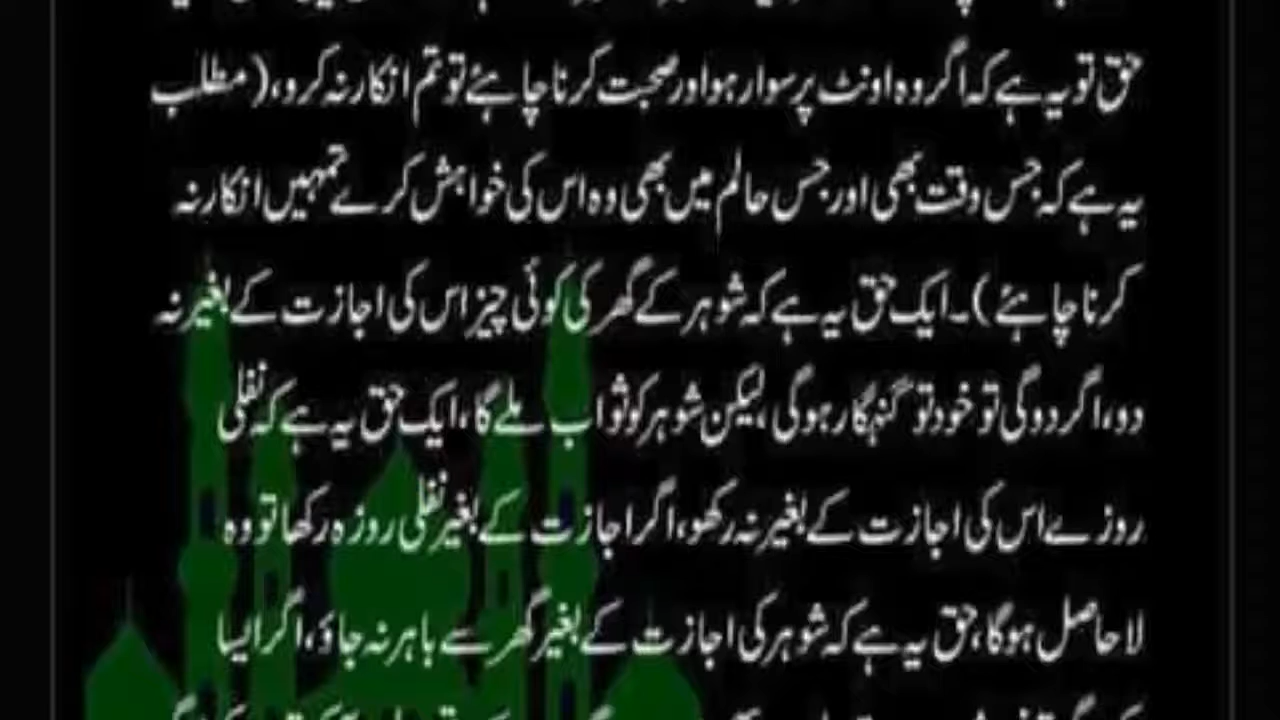 حق تو یہ ہے کہ اگر وہ اونٹ پر سوار ہو اور صحبت کرنا چاہئے تو تم انکار نہ کرو، (مطلب
یہ ہے کہ جس وقت بھی اور جس حالم میں بھی وہ اس کی خواہش کرے تمہیں انکار نہ
کرنا چاہئے)۔ ایک حق یہ ہے کہ شوہر کے گھر کی کوئی چیز اس کی اجازت کے بغیر نہ
دو، اگر دو گی تو خود تو گنہگار ہو گی، لیکن شوہر کو ثواب ملے گا، ایک حق یہ ہے کہ نفلی
روزے اس کی اجازت کے بغیر نہ رکھو، اگر اجازت کے بغیر نفلی روزہ رکھا تو وہ
لا حاصل ہوگا، حق یہ ہے کہ شوہر کی اجازت کے بغیر گھر سے باہر نہ جاؤ، اگر ایسا